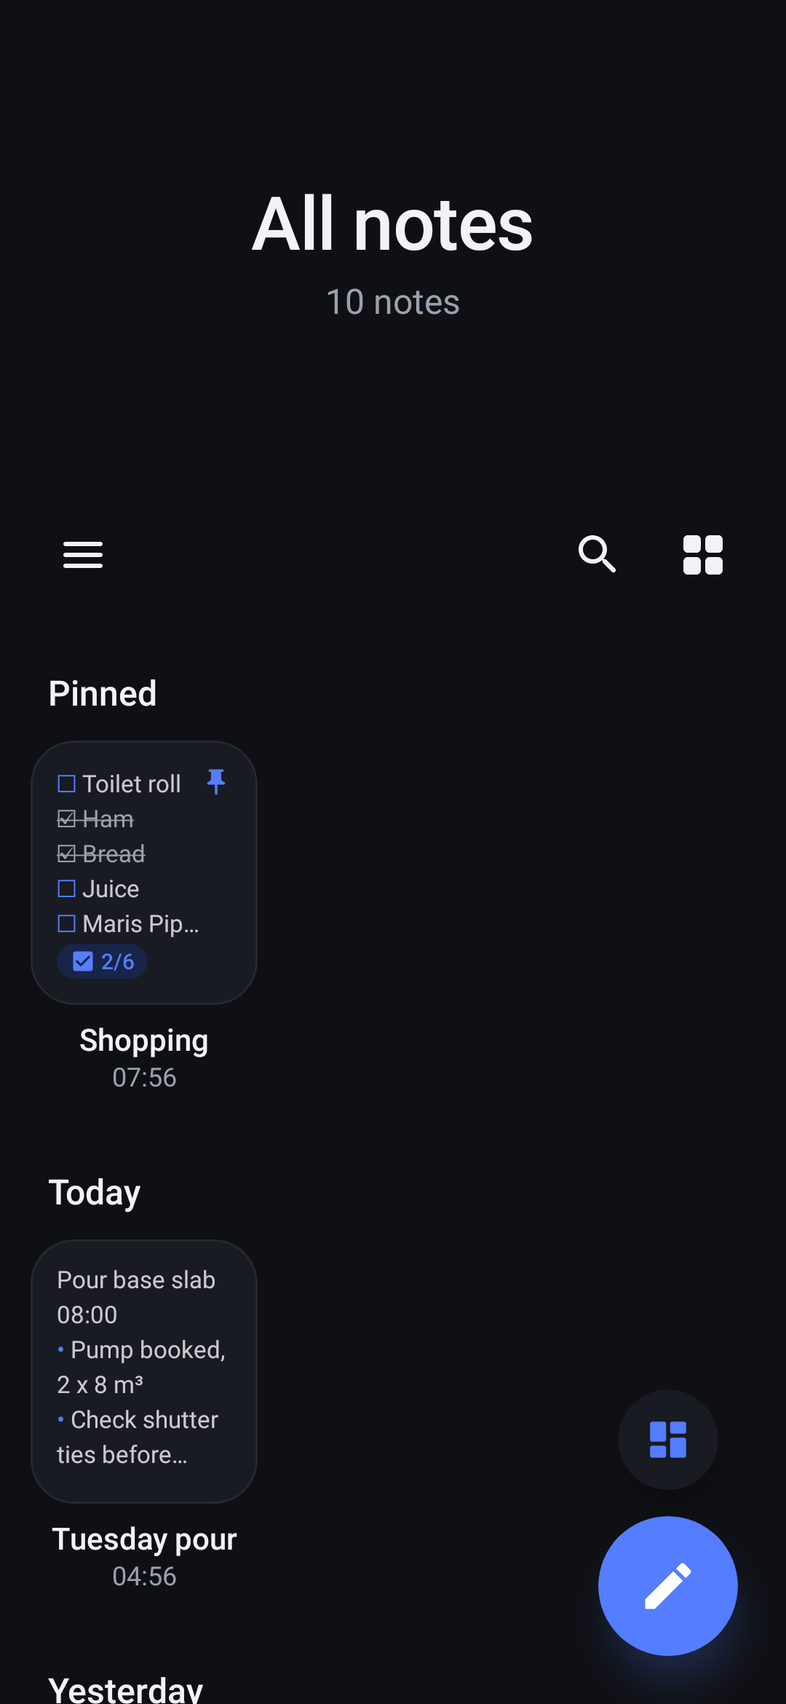 All notes
10 notes
Pinned
☐ Toilet roll
☑ Ham
☑ Bread
☐ Juice
☐ Maris Pip...
2/6
Shopping
07:56
Today
Pour base slab
08:00
• Pump booked,
2 x 8 m³
• Check shutter
ties before...
Tuesday pour
04:56
Yesterday